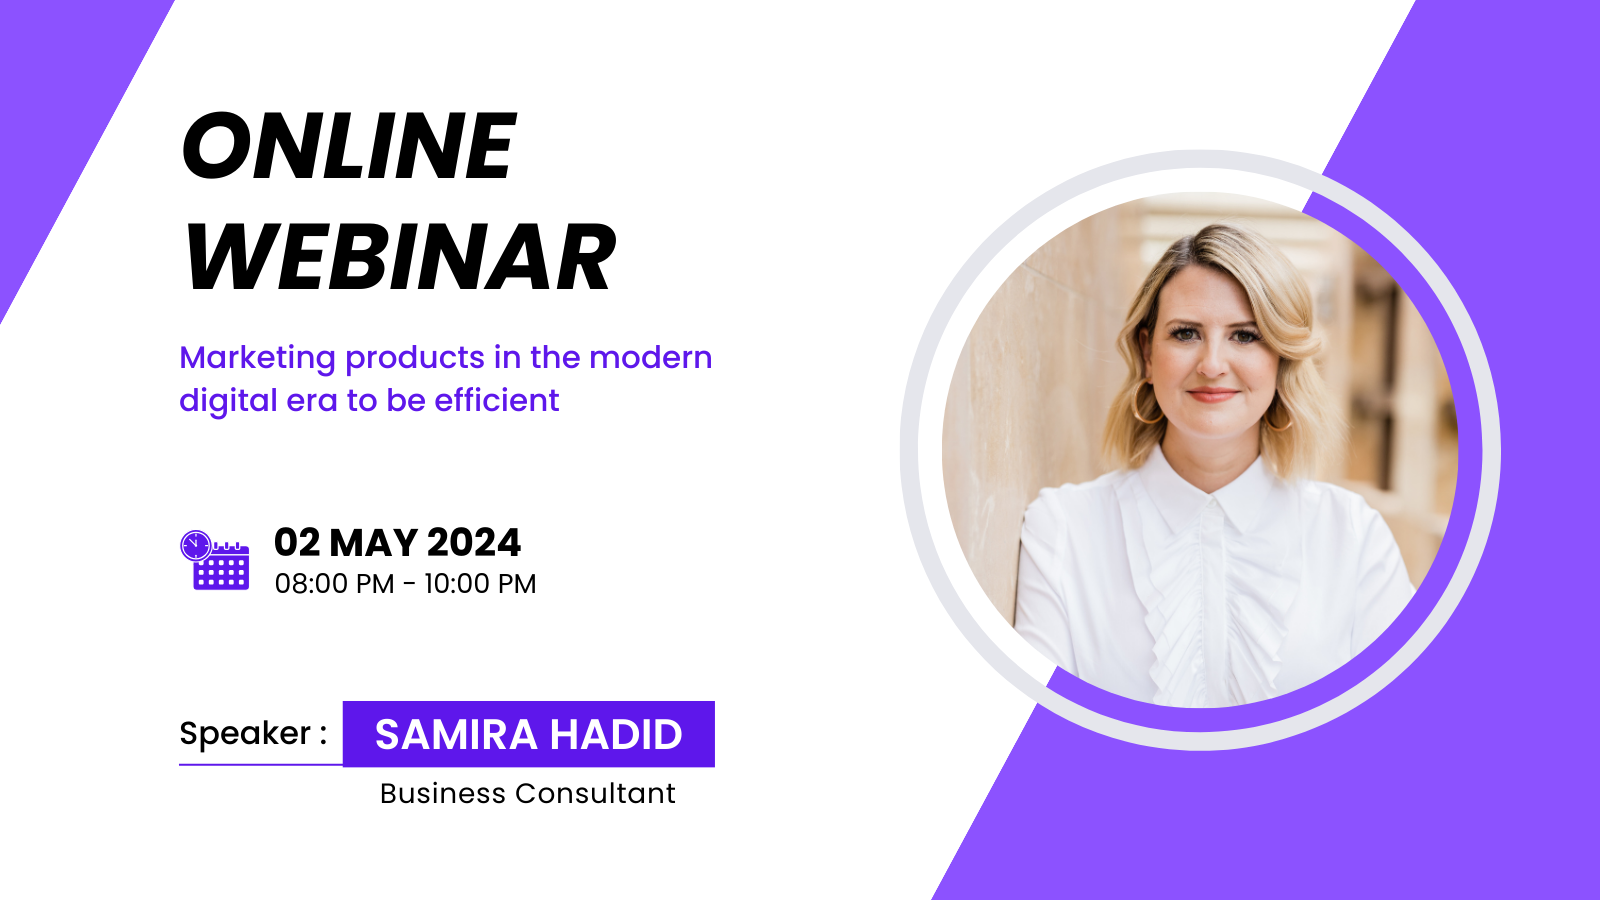 ONLINE
WEBINAR
Marketing products in the modern
digital era to be efficient
02 MAY 2024
08:00 PM - 10:00 PM
Speaker : SAMIRA HADID
Business Consultant